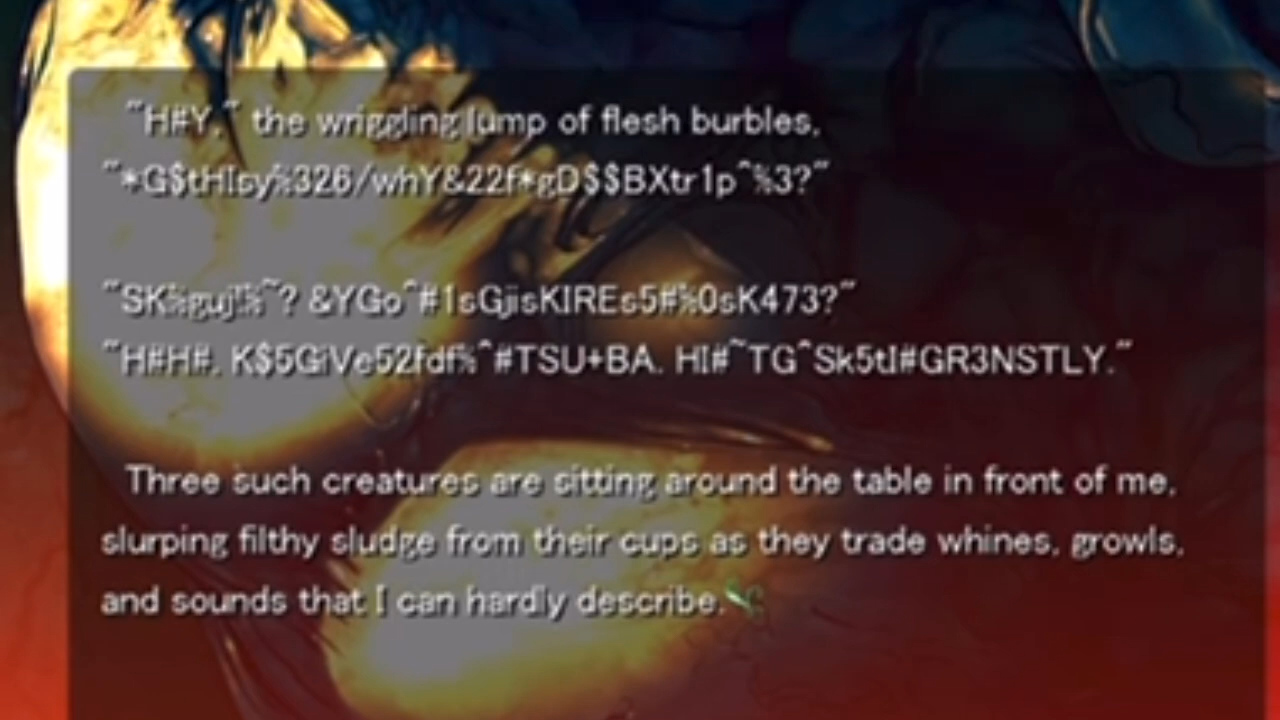 "H#Y," the wriggling lump of flesh burbles,
"*G$tHIsy%326/whY&22f*gD$$BXtr1p^%3?"
"SK%guj!%~? &YGo^#1sGjisKIREs5#%0sK473?"
"H#H#. K$5GiVe52fdf%^#TSU+BA. HI#~TG^Sk5tI#GR3NSTLY."
Three such creatures are sitting around the table in front of me,
slurping filthy sludge from their cups as they trade whines, growls,
and sounds that I can hardly describe.